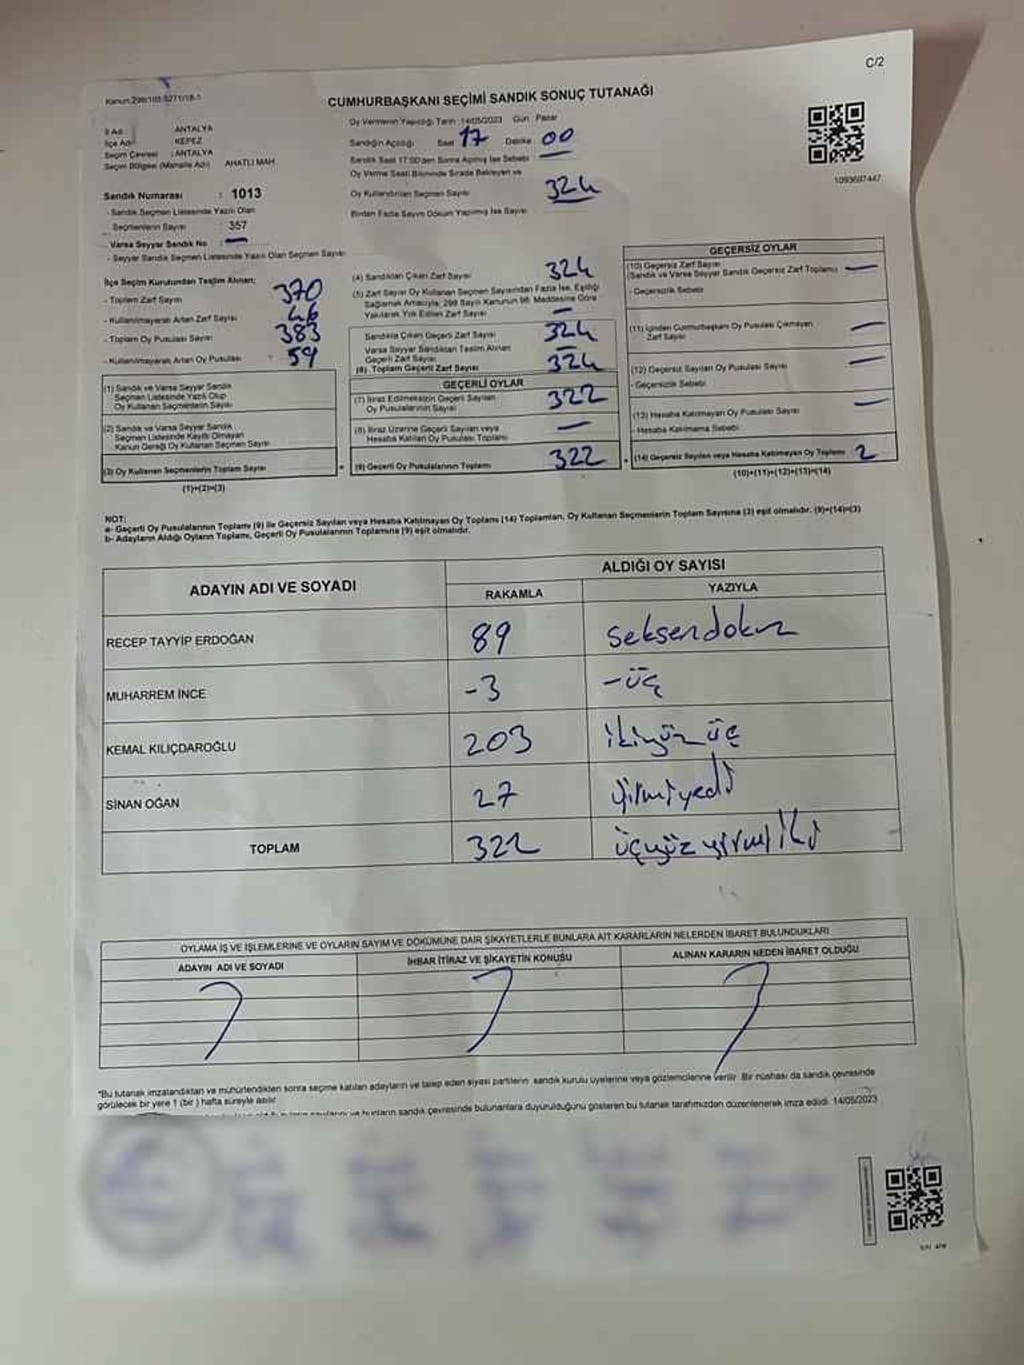 C/2
Kanun:298/105.5271/18-1
CUMHURBAŞKANI SEÇİMİ SANDIK SONUÇ TUTANAĞI
İl Adı : ANTALYA
İlçe Adı : KEPEZ
Seçim Çevresi : ANTALYA
Seçim Bölgesi (Mahalle Adı) AHATLI MAH.
Sandık Numarası : 1013
- Sandık Seçmen Listesinde Yazılı Olan
Seçmenlerin Sayısı 357
- Varsa Seyyar Sandık No : —
- Seyyar Sandık Seçmen Listesinde Yazılı Olan Seçmen Sayısı:
Oy Vermenin Yapıldığı Tarih :14/05/2023 Gün : Pazar
Sandığın Açıldığı Saat 17 Dakika 00
Sandık Saat 17:00'den Sonra Açılmış İse Sebebi —
Oy Verme Saati Bitiminde Sırada Bekleyen ve
Oy Kullandırılan Seçmen Sayısı 324
Birden Fazla Sayım Döküm Yapılmış İse Sayısı
1093697447
İlçe Seçim Kurulundan Teslim Alınan;
- Toplam Zarf Sayısı 370
- Kullanılmayarak Artan Zarf Sayısı 46
- Toplam Oy Pusulası Sayısı 383
- Kullanılmayarak Artan Oy Pusulası 59
(1) Sandık ve Varsa Seyyar Sandık
Seçmen Listesinde Yazılı Olup
Oy Kullanan Seçmenlerin Sayısı
(2) Sandık ve Varsa Seyyar Sandık
Seçmen Listesinde Kayıtlı Olmayan
Kanun Gereği Oy Kullanan Seçmen Sayısı
(3) Oy Kullanan Seçmenlerin Toplam Sayısı =
(1)+(2)=(3)
(4) Sandıktan Çıkan Zarf Sayısı 324
(5) Zarf Sayısı Oy Kullanan Seçmen Sayısından Fazla İse, Eşitliği
Sağlamak Amacıyla; 298 Sayılı Kanunun 98. Maddesine Göre
Yakılarak Yok Edilen Zarf Sayısı —
Sandıkta Çıkan Geçerli Zarf Sayısı 324
Varsa Seyyar Sandıktan Teslim Alınan
Geçerli Zarf Sayısı —
(6) Toplam Geçerli Zarf Sayısı 324
GEÇERLİ OYLAR
(7) İtiraz Edilmeksizin Geçerli Sayılan
Oy Pusulalarının Sayısı 322
(8) İtiraz Üzerine Geçerli Sayılan veya
Hesaba Katılan Oy Pusulası Toplamı —
(9) Geçerli Oy Pusulalarının Toplamı 322 +
GEÇERSİZ OYLAR
(10) Geçersiz Zarf Sayısı
(Sandık ve Varsa Seyyar Sandık Geçersiz Zarf Toplamı) —
- Geçersizlik Sebebi
(11) İçinden Cumhurbaşkanı Oy Pusulası Çıkmayan
Zarf Sayısı —
(12) Geçersiz Sayılan Oy Pusulası Sayısı —
- Geçersizlik Sebebi
(13) Hesaba Katılmayan Oy Pusulası Sayısı —
- Hesaba Katılmama Sebebi
(14) Geçersiz Sayılan veya Hesaba Katılmayan Oy Toplamı 2
(10)+(11)+(12)+(13)=(14)
NOT:
a- Geçerli Oy Pusulalarının Toplamı (9) ile Geçersiz Sayılan veya Hesaba Katılmayan Oy Toplamı (14) Toplamları, Oy Kullanan Seçmenlerin Toplam Sayısına (3) eşit olmalıdır. (9)+(14)=(3)
b- Adayların Aldığı Oyların Toplamı, Geçerli Oy Pusulalarının Toplamına (9) eşit olmalıdır.
ADAYIN ADI VE SOYADI ALDIĞI OY SAYISI
RAKAMLA YAZIYLA
RECEP TAYYİP ERDOĞAN 89 Seksendokuz
MUHARREM İNCE -3 -üç
KEMAL KILIÇDAROĞLU 203 İkiyüz üç
SİNAN OĞAN 27 Yirmiyedi
TOPLAM 322 üçyüz yirmi iki
OYLAMA İŞ VE İŞLEMLERİNE VE OYLARIN SAYIM VE DÖKÜMÜNE DAİR ŞİKAYETLERLE BUNLARA AİT KARARLARIN NELERDEN İBARET BULUNDUKLARI
ADAYIN ADI VE SOYADI İHBAR İTİRAZ VE ŞİKAYETİN KONUSU ALINAN KARARIN NEDEN İBARET OLDUĞU
*Bu tutanak imzalandıktan ve mühürlendikten sonra seçime katılan adayların ve talep eden siyasi partilerin sandık kurulu üyelerine veya gözlemcilerine verilir. Bir nüshası da sandık çevresinde
görülecek bir yere 1 (bir) hafta süreyle asılır.
ve bunların sandık çevresinde bulunanlara duyurulduğunu gösteren bu tutanak tarafımızdan düzenlenerek imza edildi. 14/05/2023